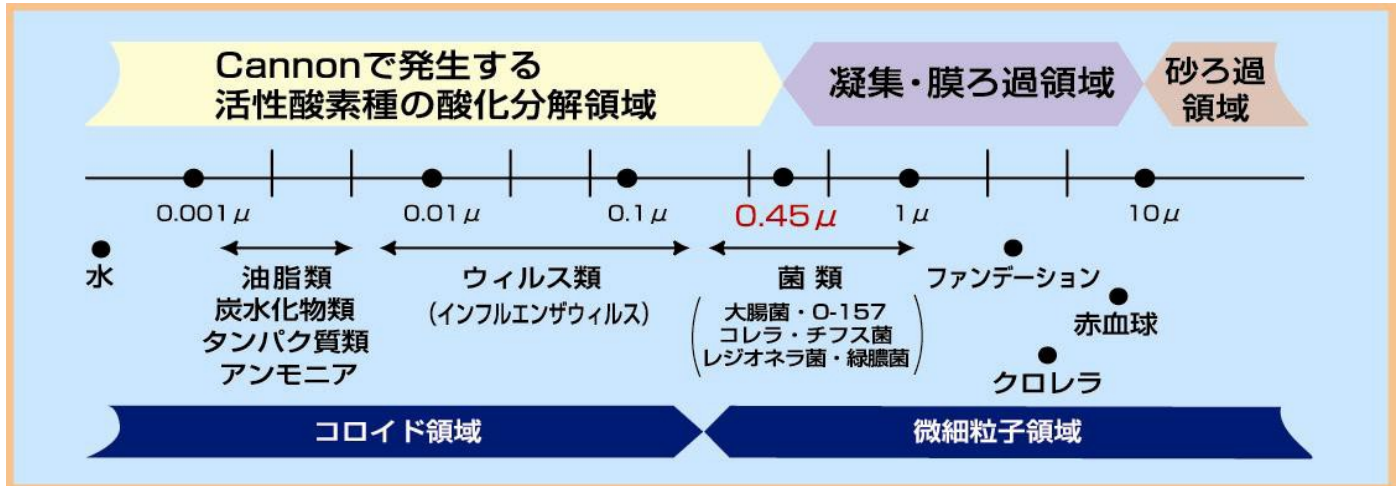 Cannonで発生する
活性酸素種の酸化分解領域
凝集・膜ろ過領域
砂ろ過
領域
0.001μ
0.01μ
0.1μ
0.45μ
1μ
10μ
水
油脂類
炭水化物類
タンパク質類
アンモニア
ウィルス類
(インフルエンザウィルス)
菌類
(大腸菌・O-157
コレラ・チフス菌
レジオネラ菌・緑膿菌)
ファンデーション
赤血球
クロレラ
コロイド領域
微細粒子領域